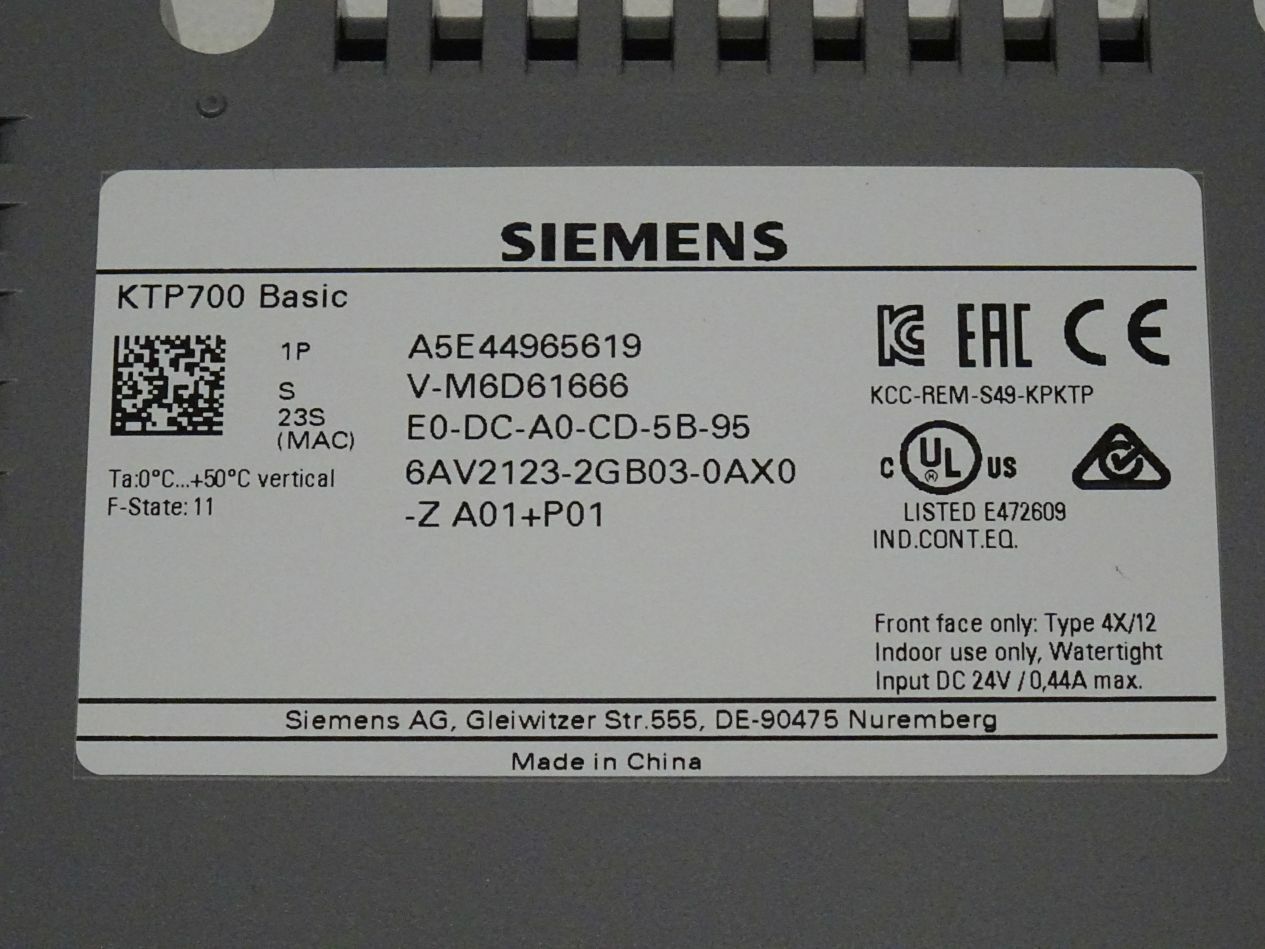 SIEMENS
KTP700 Basic
1P A5E44965619
S V-M6D61666
23S
(MAC) E0-DC-A0-CD-5B-95
6AV2123-2GB03-0AX0
-Z A01+P01
Ta:0°C...+50°C vertical
F-State: 11
EAC CE
KCC-REM-S49-KPKTP
C UL US
®
LISTED E472609
IND.CONT.EQ.
Front face only: Type 4X/12
Indoor use only, Watertight
Input DC 24V / 0,44A max.
Siemens AG, Gleiwitzer Str.555, DE-90475 Nuremberg
Made in China